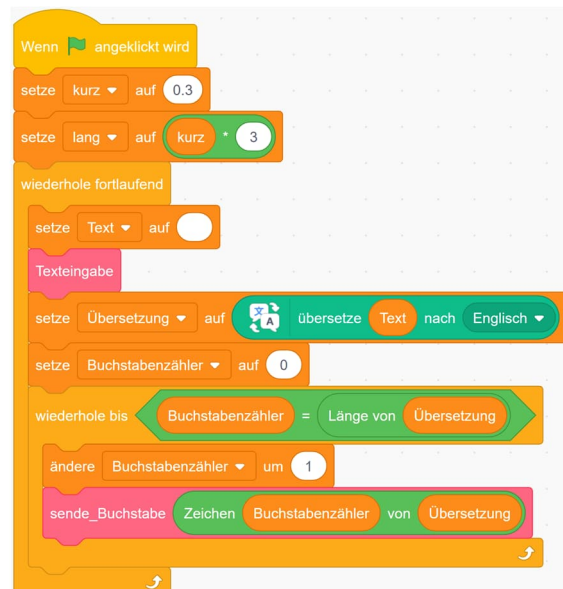 Wenn angeklickt wird
setze kurz auf 0.3
setze lang auf kurz * 3
wiederhole fortlaufend
setze Text auf
Texteingabe
setze Übersetzung auf 文 A übersetze Text nach Englisch
setze Buchstabenzähler auf 0
wiederhole bis Buchstabenzähler = Länge von Übersetzung
ändere Buchstabenzähler um 1
sende_Buchstabe Zeichen Buchstabenzähler von Übersetzung